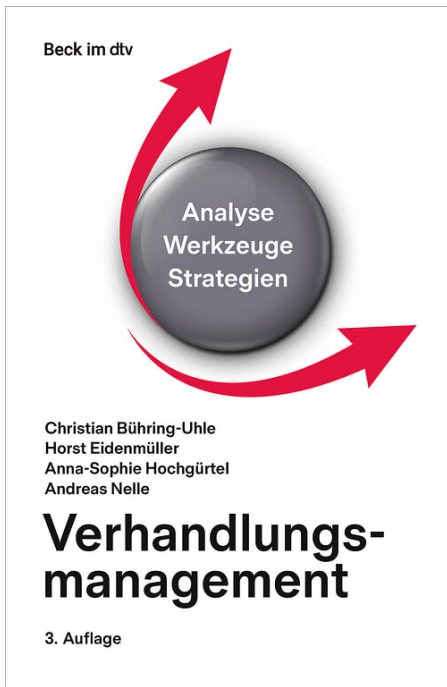 Beck im dtv
Analyse
Werkzeuge
Strategien
Christian Bühring-Uhle
Horst Eidenmüller
Anna-Sophie Hochgürtel
Andreas Nelle
Verhandlungs-
management
3. Auflage